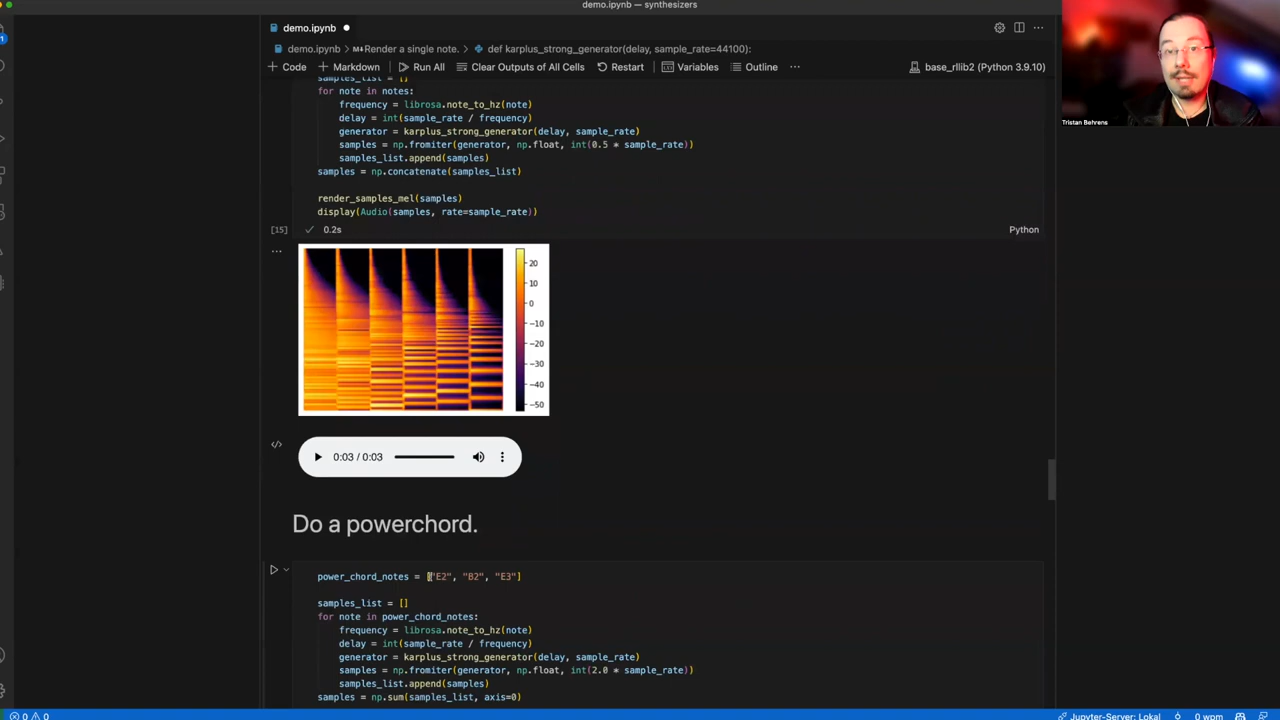 demo.ipynb — synthesizers
demo.ipynb
demo.ipynb > M↓Render a single note. > def karplus_strong_generator(delay, sample_rate=44100):
+ Code + Markdown Run All Clear Outputs of All Cells Restart Variables Outline ... base_rllib2 (Python 3.9.10)
Tristan Behrens
samples_list = []
for note in notes:
frequency = librosa.note_to_hz(note)
delay = int(sample_rate / frequency)
generator = karplus_strong_generator(delay, sample_rate)
samples = np.fromiter(generator, np.float, int(0.5 * sample_rate))
samples_list.append(samples)
samples = np.concatenate(samples_list)
render_samples_mel(samples)
display(Audio(samples, rate=sample_rate))
[15] ✓ 0.2s Python
20
10
0
−10
−20
−30
−40
−50
0:03 / 0:03
Do a powerchord.
power_chord_notes = ["E2", "B2", "E3"]
samples_list = []
for note in power_chord_notes:
frequency = librosa.note_to_hz(note)
delay = int(sample_rate / frequency)
generator = karplus_strong_generator(delay, sample_rate)
samples = np.fromiter(generator, np.float, int(2.0 * sample_rate))
samples_list.append(samples)
samples = np.sum(samples_list, axis=0)
0 0 Jupyter-Server: Lokal 0 wpm